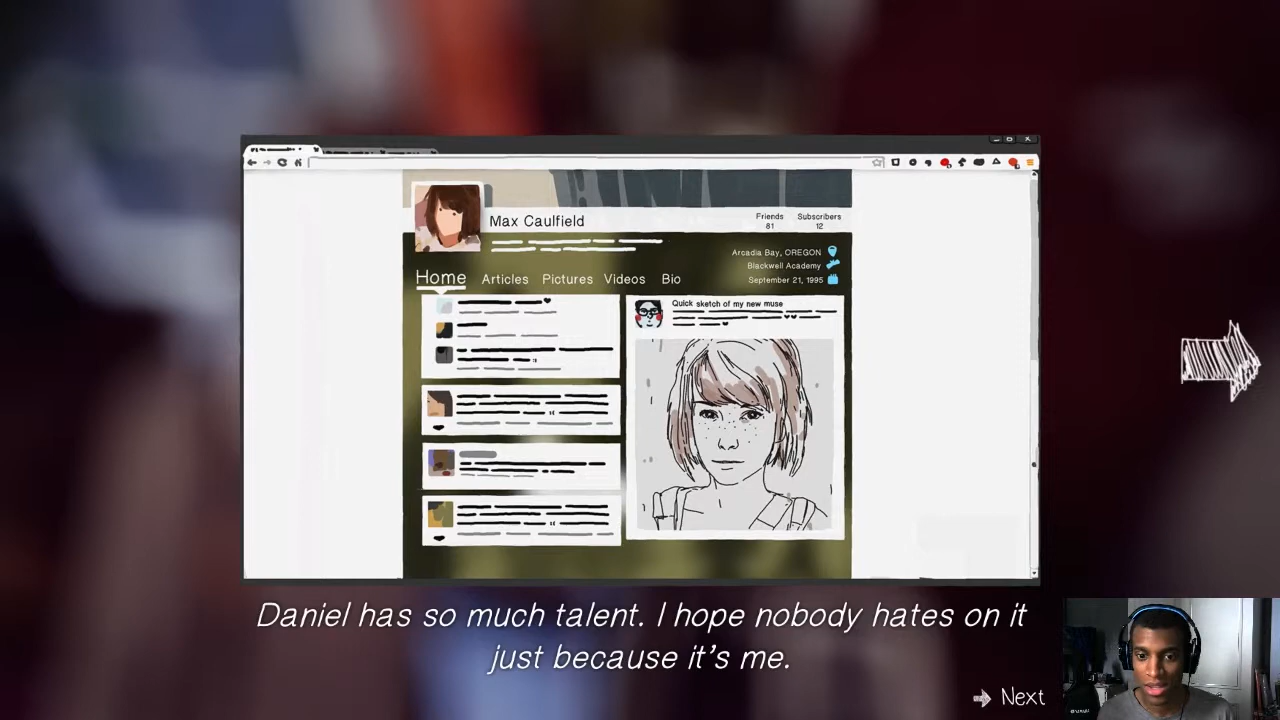 Max Caulfield
Friends
81
Subscribers
12
Arcadia Bay, OREGON
Blackwell Academy
September 21, 1995
Home Articles Pictures Videos Bio
Quick sketch of my new muse
Daniel has so much talent. I hope nobody hates on it
just because it's me.
Next